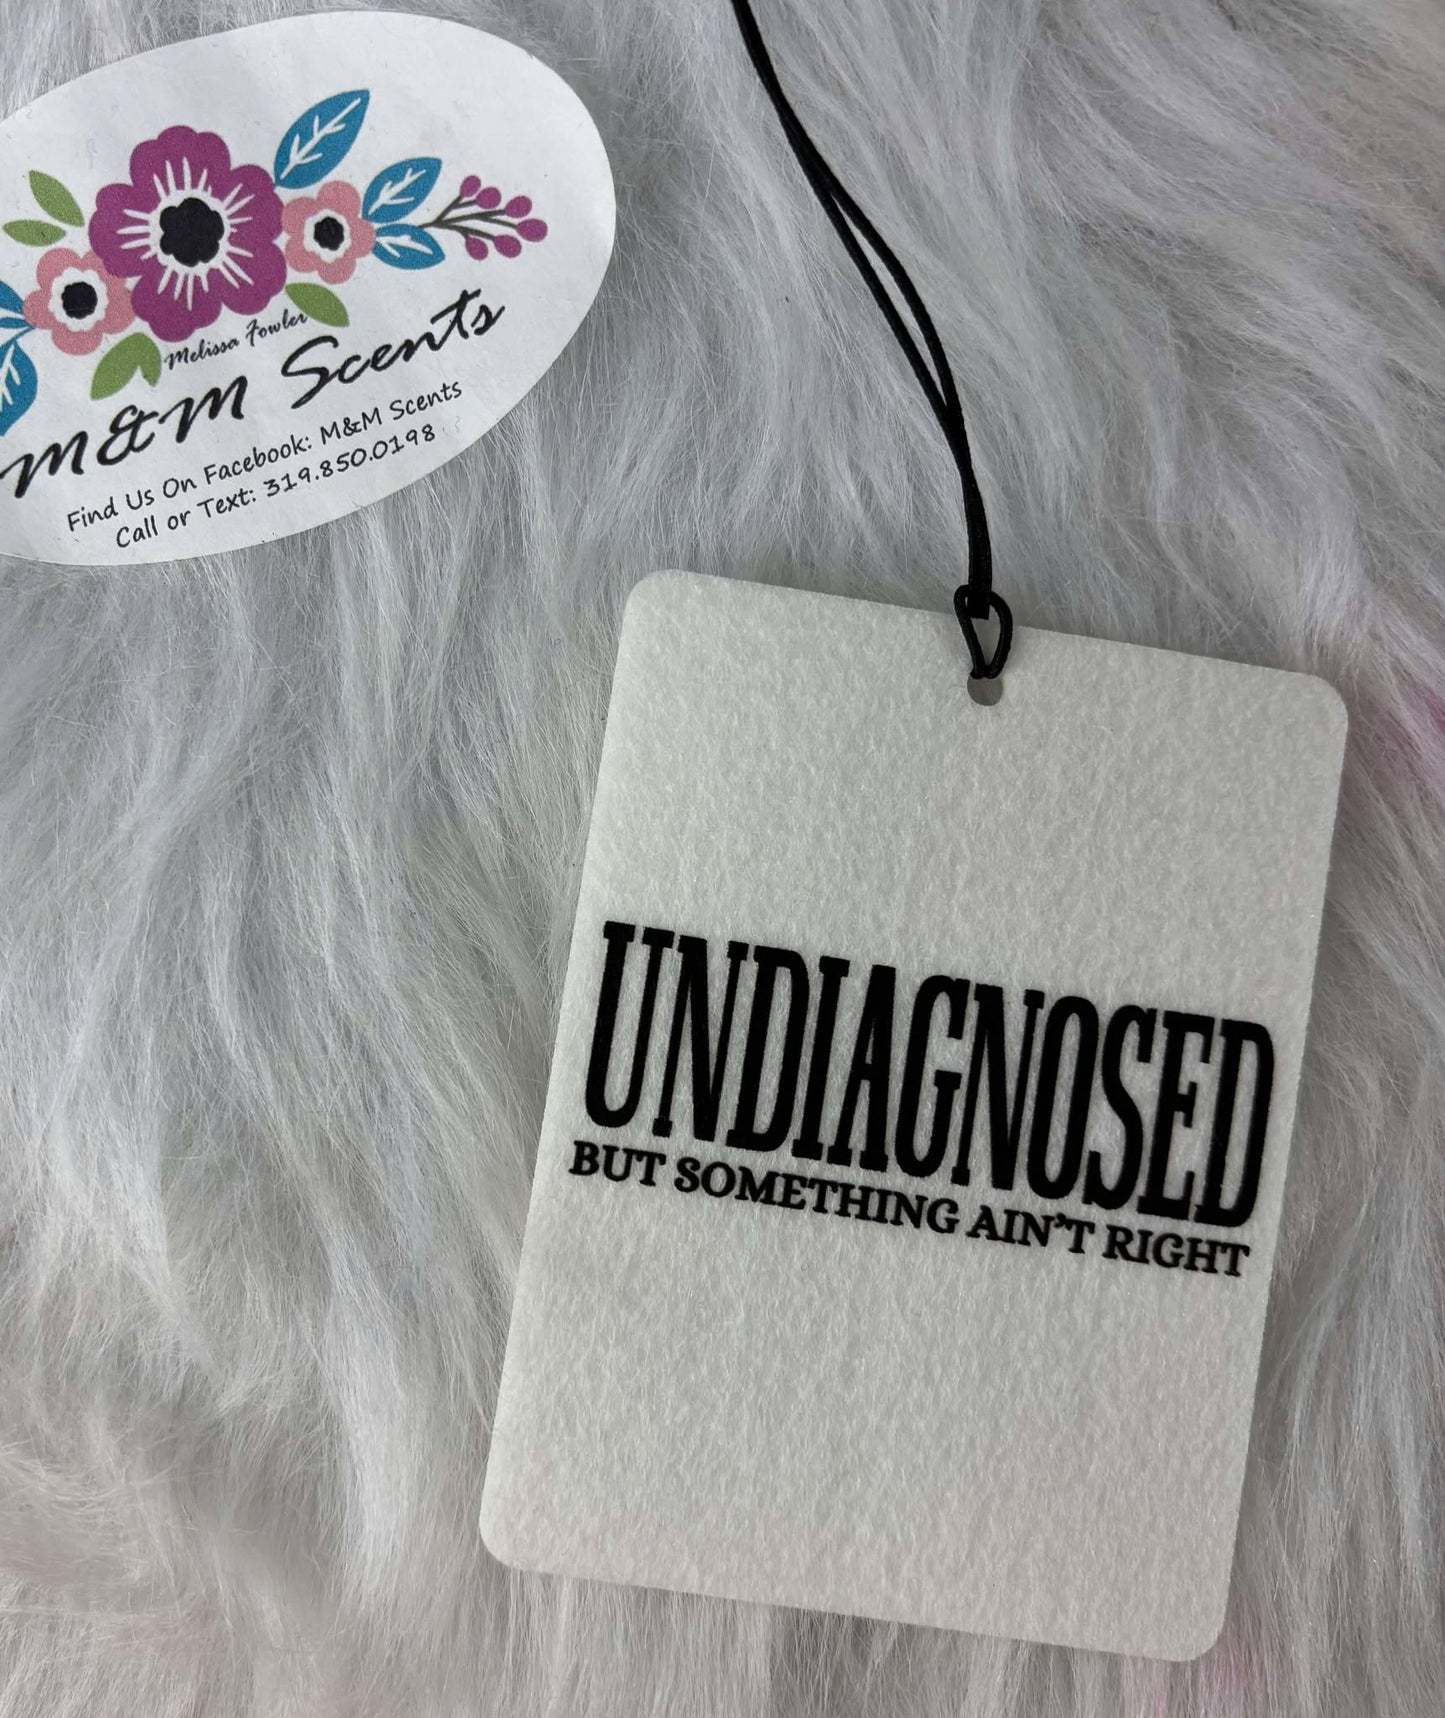 Melissa Fowler
M&M Scents
Find Us On Facebook: M&M Scents
Call or Text: 319.850.0198
UNDIAGNOSED
BUT SOMETHING AIN'T RIGHT